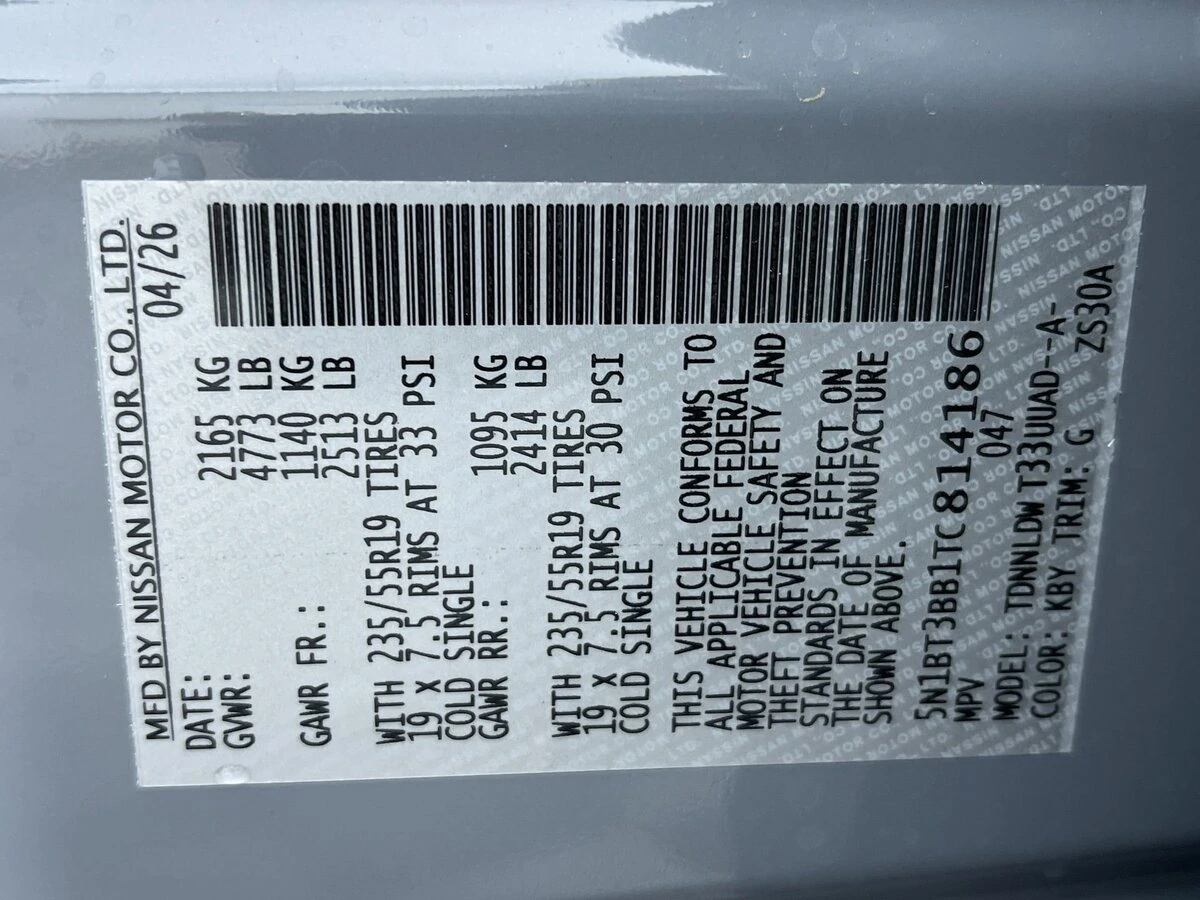 MFD BY NISSAN MOTOR CO., LTD.
DATE: 04/26
GVWR: 2165 KG
4773 LB
GAWR FR.: 1140 KG
2513 LB
WITH 235/55R19 TIRES
19 X 7.5 RIMS AT 33 PSI
COLD SINGLE
GAWR RR.: 1095 KG
2414 LB
WITH 235/55R19 TIRES
19 X 7.5 RIMS AT 30 PSI
COLD SINGLE
THIS VEHICLE CONFORMS TO
ALL APPLICABLE FEDERAL
MOTOR VEHICLE SAFETY AND
THEFT PREVENTION
STANDARDS IN EFFECT ON
THE DATE OF MANUFACTURE
SHOWN ABOVE.
5N1BT3BB1TC814186
MPV 047
MODEL: TDNNLDWT33UUAD--A-
COLOR: KBY TRIM: G ZS30A